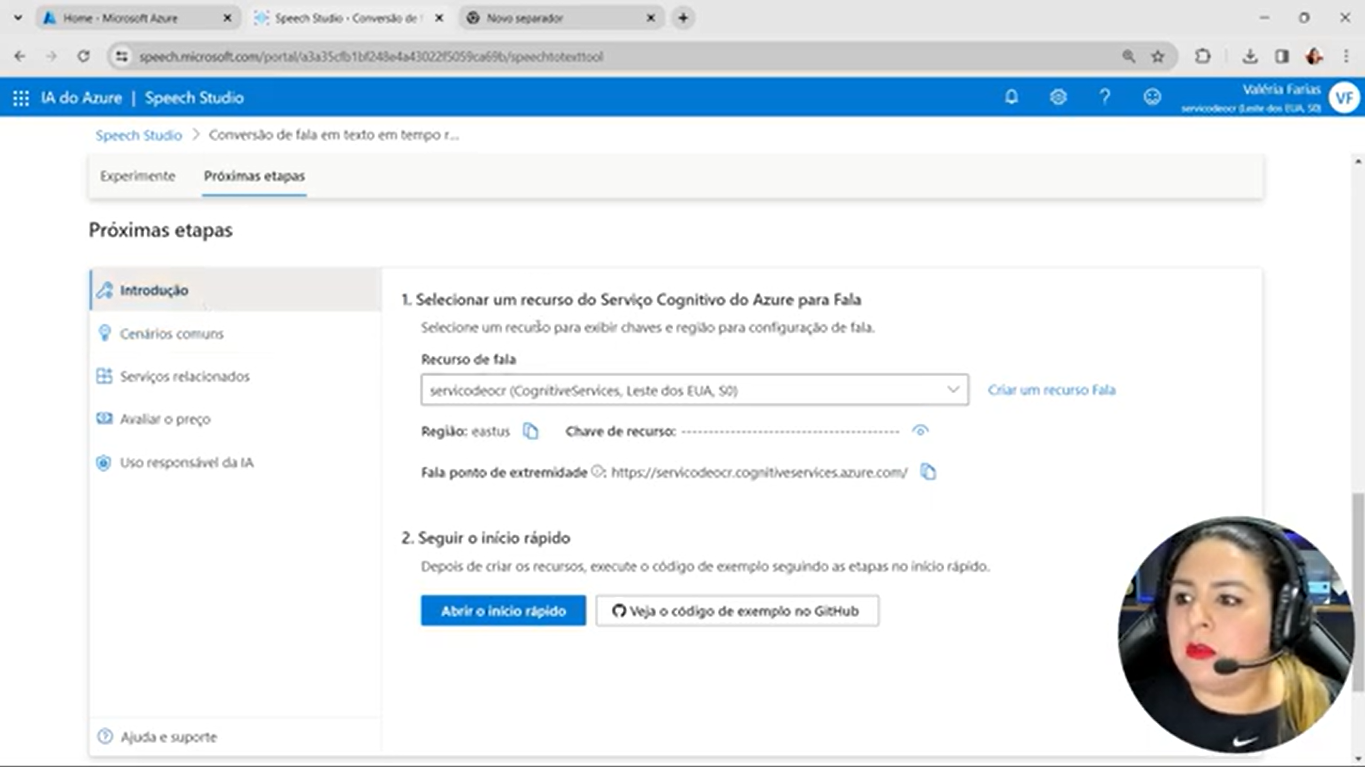 Home - Microsoft Azure
Speech Studio - Conversão de f
Novo separador
speech.microsoft.com/portal/a3a35cfb1bf248e4a43022f5059ca69b/speechtotexttool
IA do Azure | Speech Studio
Valéria Farias
servicodeocr (Leste dos EUA, S0)
VF
Speech Studio > Conversão de fala em texto em tempo r...
Experimente
Próximas etapas
Próximas etapas
Introdução
Cenários comuns
Serviços relacionados
Avaliar o preço
Uso responsável da IA
Ajuda e suporte
1. Selecionar um recurso do Serviço Cognitivo do Azure para Fala
Selecione um recurso para exibir chaves e região para configuração de fala.
Recurso de fala
servicodeocr (CognitiveServices, Leste dos EUA, S0)
Criar um recurso Fala
Região: eastus
Chave de recurso: ----------------------------------------
Fala ponto de extremidade : https://servicodeocr.cognitiveservices.azure.com/
2. Seguir o início rápido
Depois de criar os recursos, execute o código de exemplo seguindo as etapas no início rápido.
Abrir o início rápido
Veja o código de exemplo no GitHub